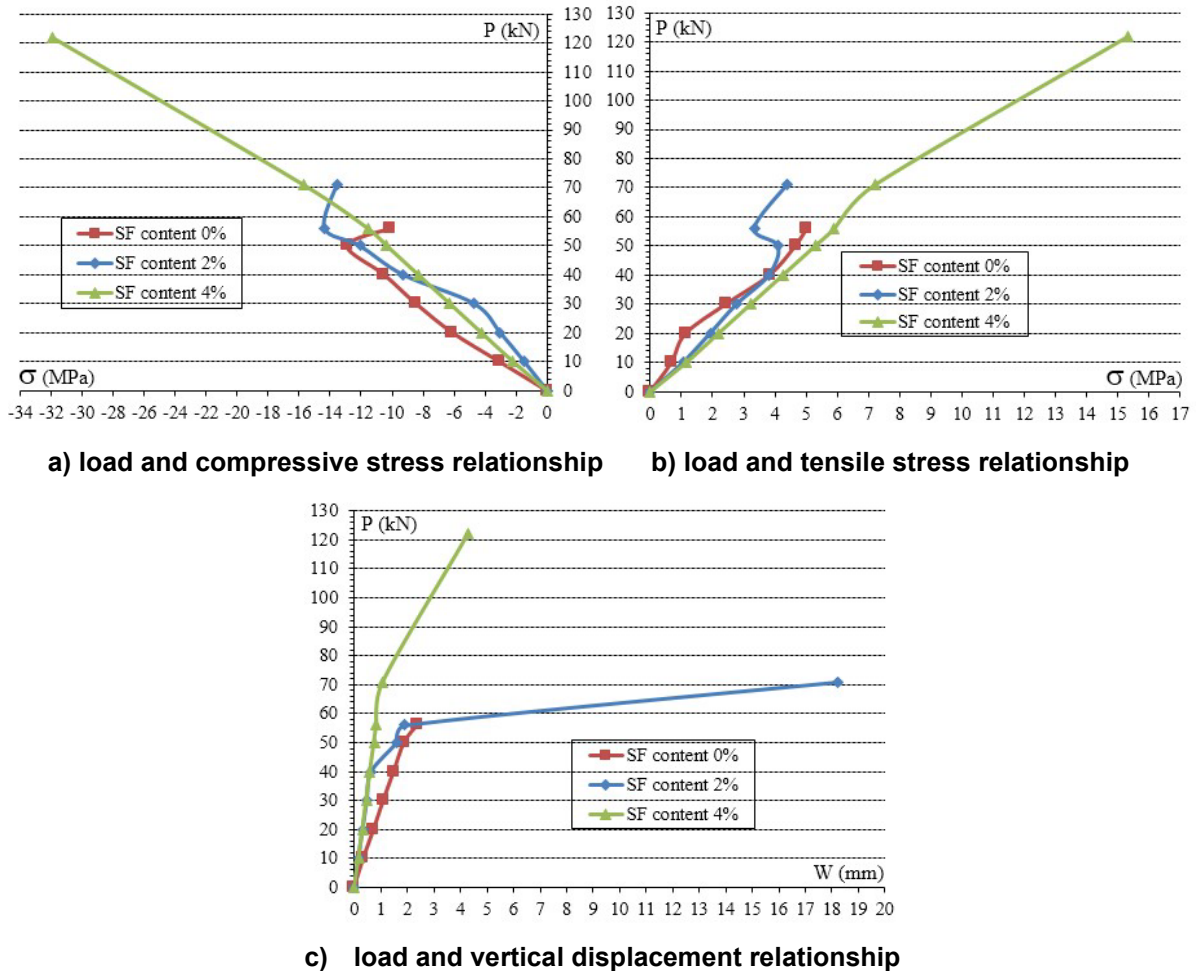 P (kN)
130
120
110
100
90
80
70
60
50
40
30
20
10
0
SF content 0%
SF content 2%
SF content 4%
σ (MPa)
-34 -32 -30 -28 -26 -24 -22 -20 -18 -16 -14 -12 -10 -8 -6 -4 -2 0
a) load and compressive stress relationship
P (kN)
130
120
110
100
90
80
70
60
50
40
30
20
10
0
SF content 0%
SF content 2%
SF content 4%
σ (MPa)
0 1 2 3 4 5 6 7 8 9 10 11 12 13 14 15 16 17
b) load and tensile stress relationship
P (kN)
130
120
110
100
90
80
70
60
50
40
30
20
10
0
SF content 0%
SF content 2%
SF content 4%
W (mm)
0 1 2 3 4 5 6 7 8 9 10 11 12 13 14 15 16 17 18 19 20
c) load and vertical displacement relationship